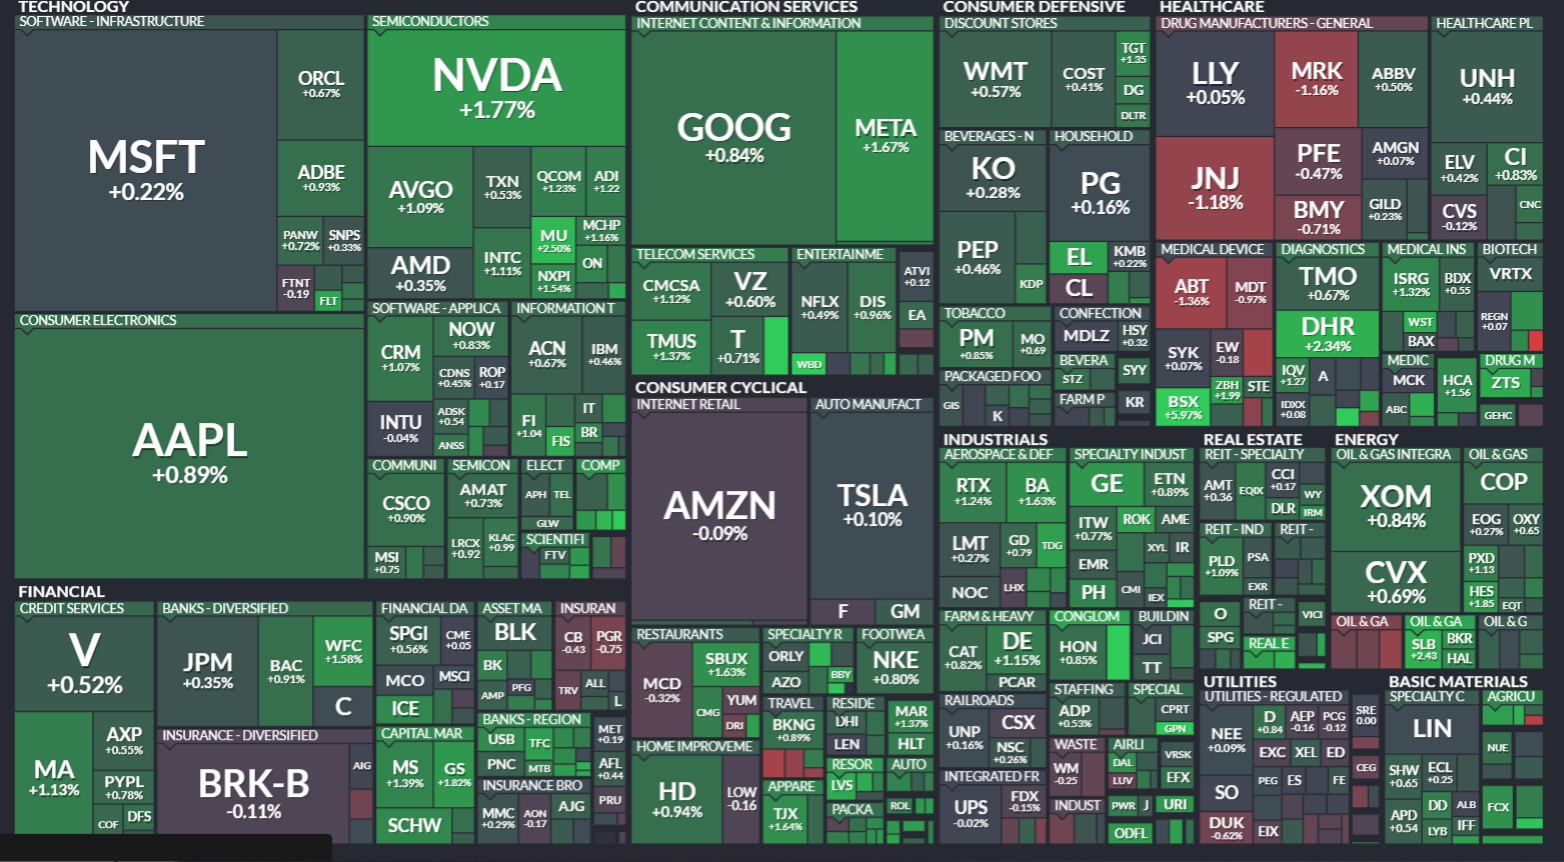 TECHNOLOGY
SOFTWARE - INFRASTRUCTURE
MSFT
+0.22%
ORCL
+0.67%
ADBE
+0.93%
PANW
+0.72%
SNPS
+0.33%
FTNT
-0.19
FLT
SEMICONDUCTORS
NVDA
+1.77%
AVGO
+1.09%
TXN
+0.53%
QCOM
+1.23%
ADI
+1.22
AMD
+0.35%
INTC
+1.11%
MU
+2.50%
MCHP
+1.16%
NXPI
+1.54%
ON
CONSUMER ELECTRONICS
AAPL
+0.89%
SOFTWARE - APPLICA
CRM
+1.07%
NOW
+0.83%
CDNS
+0.45%
ROP
+0.17
INTU
-0.04%
ADSK
+0.54
ANSS
INFORMATION T
ACN
+0.67%
IBM
+0.46%
FI
+1.04
IT
FIS
BR
COMMUNI
CSCO
+0.90%
MSI
+0.75
SEMICON
AMAT
+0.73%
LRCX
+0.92
KLAC
+0.99
ELECT
APH
TEL
GLW
COMP
SCIENTIFI
FTV
COMMUNICATION SERVICES
INTERNET CONTENT & INFORMATION
GOOG
+0.84%
META
+1.67%
TELECOM SERVICES
CMCSA
+1.12%
VZ
+0.60%
TMUS
+1.37%
T
+0.71%
ENTERTAINME
NFLX
+0.49%
DIS
+0.96%
WBD
ATVI
+0.12
EA
CONSUMER CYCLICAL
INTERNET RETAIL
AMZN
-0.09%
AUTO MANUFACT
TSLA
+0.10%
F
GM
RESTAURANTS
MCD
-0.32%
SBUX
+1.63%
CMG
YUM
DRI
SPECIALTY R
ORLY
AZO
BBY
FOOTWEA
NKE
+0.80%
TRAVEL
BKNG
+0.89%
RESIDE
DHI
LEN
MAR
+1.37%
HLT
HOME IMPROVEME
HD
+0.94%
LOW
-0.16
APPARE
TJX
+1.64%
RESOR
LVS
AUTO
PACKA
ROL
CONSUMER DEFENSIVE
DISCOUNT STORES
WMT
+0.57%
COST
+0.41%
TGT
+1.35
DG
DLTR
BEVERAGES - N
KO
+0.28%
PEP
+0.46%
KDP
HOUSEHOLD
PG
+0.16%
EL
KMB
+0.22%
CL
TOBACCO
PM
+0.85%
MO
+0.69
CONFECTION
MDLZ
HSY
+0.32
PACKAGED FOO
GIS
K
BEVERA
STZ
SYY
FARM P
KR
HEALTHCARE
DRUG MANUFACTURERS - GENERAL
LLY
+0.05%
MRK
-1.16%
ABBV
+0.50%
JNJ
-1.18%
PFE
-0.47%
AMGN
+0.07%
BMY
-0.71%
GILD
+0.23%
HEALTHCARE PL
UNH
+0.44%
ELV
+0.42%
CI
+0.83%
CVS
-0.12%
CNC
MEDICAL DEVICE
ABT
-1.36%
MDT
-0.97%
SYK
+0.07%
EW
-0.18
BSX
+5.97%
ZBH
+1.99
STE
DIAGNOSTICS
TMO
+0.67%
DHR
+2.34%
IQV
+1.27
A
IDXX
+0.08
MEDICAL INS
ISRG
+1.32%
BDX
+0.55
WST
BAX
BIOTECH
VRTX
REGN
+0.07
MEDIC
MCK
ABC
HCA
+1.56
DRUG M
ZTS
GEHC
INDUSTRIALS
AEROSPACE & DEF
RTX
+1.24%
BA
+1.63%
LMT
+0.27%
GD
+0.79
TDG
NOC
LHX
SPECIALTY INDUST
GE
ETN
+0.89%
ITW
+0.77%
ROK
AME
EMR
XYL
IR
PH
CMI
IEX
FARM & HEAVY
CAT
+0.82%
DE
+1.15%
PCAR
CONGLOM
HON
+0.85%
BUILDIN
JCI
TT
RAILROADS
UNP
+0.16%
CSX
NSC
+0.26%
STAFFING
ADP
+0.53%
SPECIAL
CPRT
GPN
INTEGRATED FR
UPS
-0.02%
FDX
-0.15%
WASTE
WM
-0.25
AIRLI
DAL
LUV
VRSK
EFX
INDUST
PWR
J
URI
ODFL
REAL ESTATE
REIT - SPECIALTY
AMT
+0.36
EQIX
CCI
+0.17
WY
DLR
IRM
REIT - IND
PLD
+1.09%
PSA
EXR
REIT -
O
SPG
REIT -
VICI
REAL E
ENERGY
OIL & GAS INTEGRA
XOM
+0.84%
CVX
+0.69%
OIL & GAS
COP
EOG
+0.27%
OXY
+0.65
PXD
+1.13
HES
+1.85
EQT
OIL & GA
OIL & GA
SLB
+2.43
BKR
HAL
OIL & G
UTILITIES
UTILITIES - REGULATED
NEE
+0.09%
D
+0.84
AEP
-0.16
PCG
-0.12
SRE
0.00
EXC
XEL
ED
SO
PEG
ES
FE
CEG
DUK
-0.62%
EIX
BASIC MATERIALS
SPECIALTY C
LIN
SHW
+0.65
ECL
+0.25
APD
+0.54
DD
ALB
LYB
IFF
AGRICU
NUE
FCX
FINANCIAL
CREDIT SERVICES
V
+0.52%
MA
+1.13%
AXP
+0.55%
PYPL
+0.78%
COF
DFS
BANKS - DIVERSIFIED
JPM
+0.35%
BAC
+0.91%
WFC
+1.58%
C
INSURANCE - DIVERSIFIED
BRK-B
-0.11%
AIG
FINANCIAL DA
SPGI
+0.56%
CME
+0.05
MCO
MSCI
ICE
CAPITAL MAR
MS
+1.39%
GS
+1.82%
SCHW
ASSET MA
BLK
BK
AMP
PFG
INSURAN
CB
-0.43
PGR
-0.75
TRV
ALL
L
BANKS - REGION
USB
TFC
PNC
MTB
MET
+0.19
AFL
+0.44
PRU
INSURANCE BRO
MMC
+0.29%
AON
-0.17
AJG